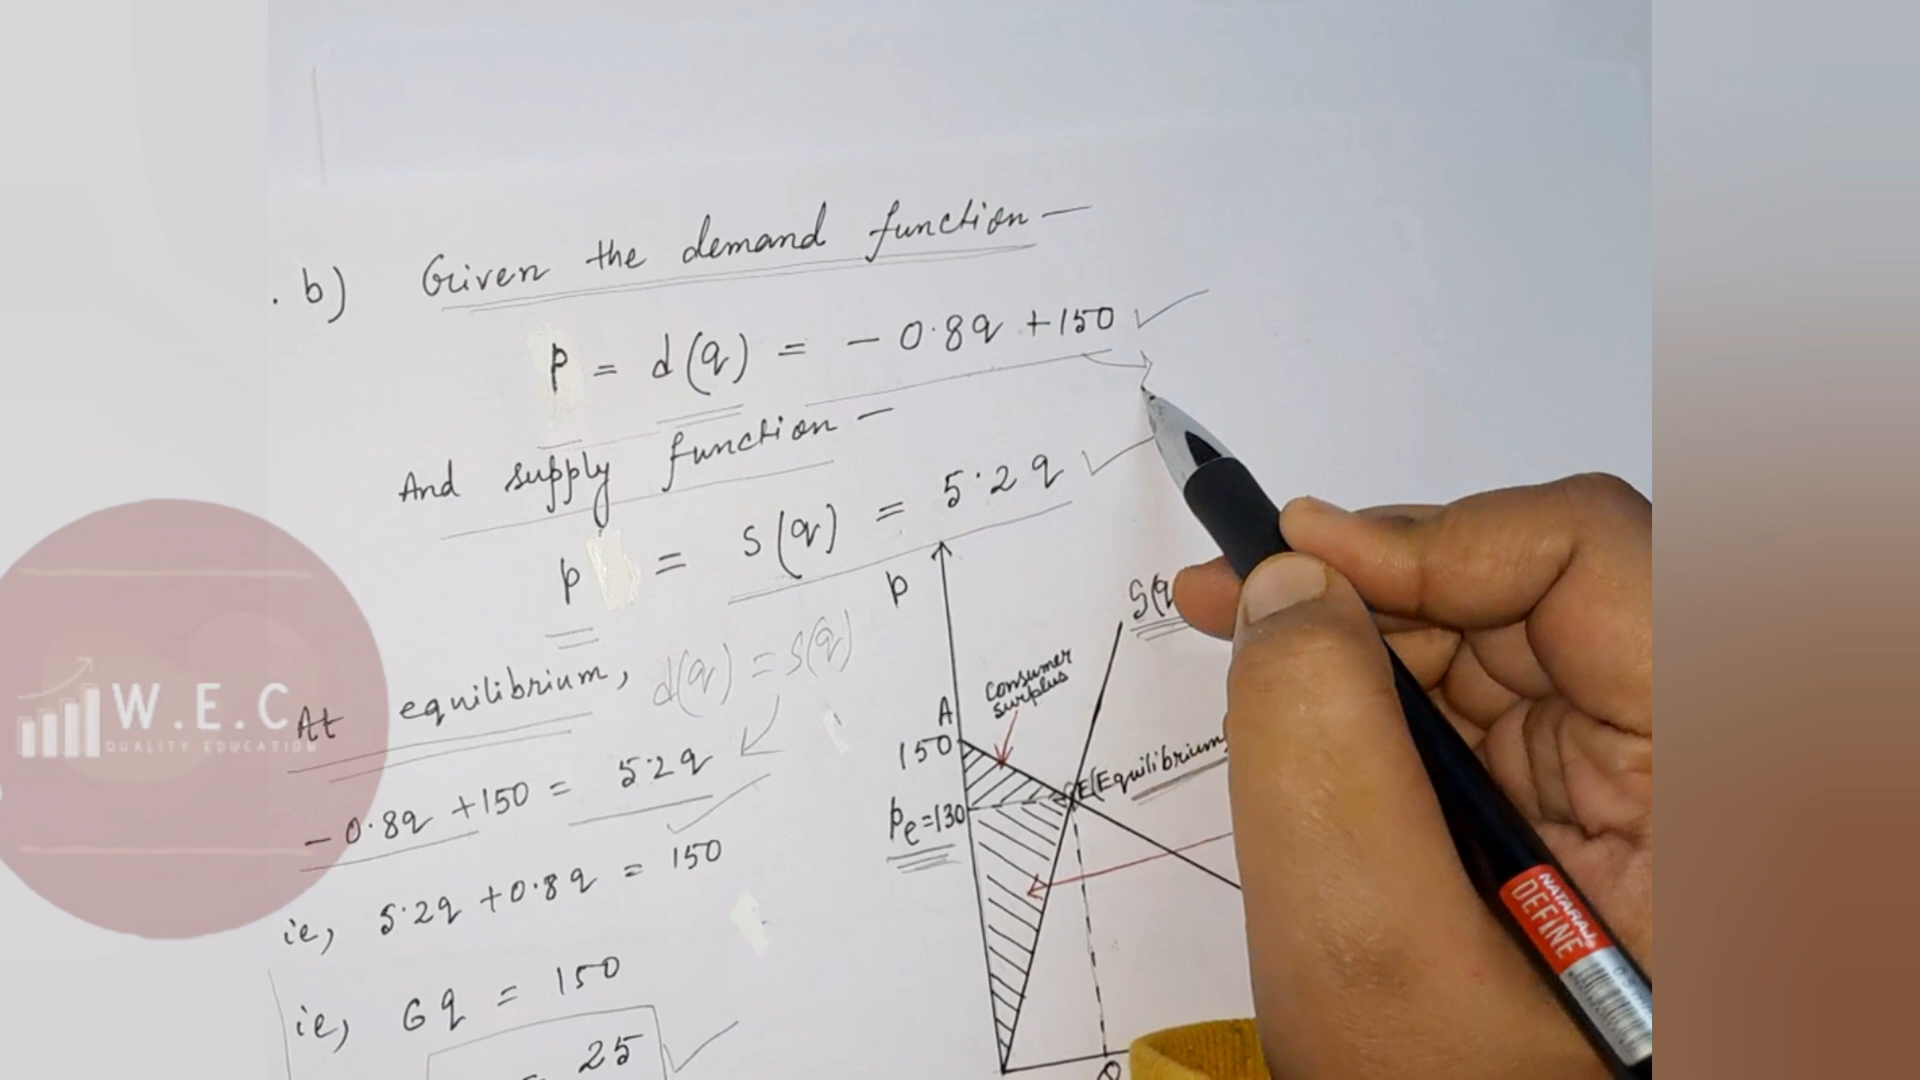 b) Given the demand function —
p = d(q) = - 0.8q + 150
And supply function —
p = S(q) = 5.2q
At equilibrium, d(q) = S(q)
- 0.8q + 150 = 5.2q
ie, 5.2q + 0.8q = 150
ie, 6q = 150
25
p
S(q
Consumer
surplus
A
150
E(Equilibrium)
Pe=130
W.E.C
QUALITY EDUCATION
NATARAJ
DEFINE